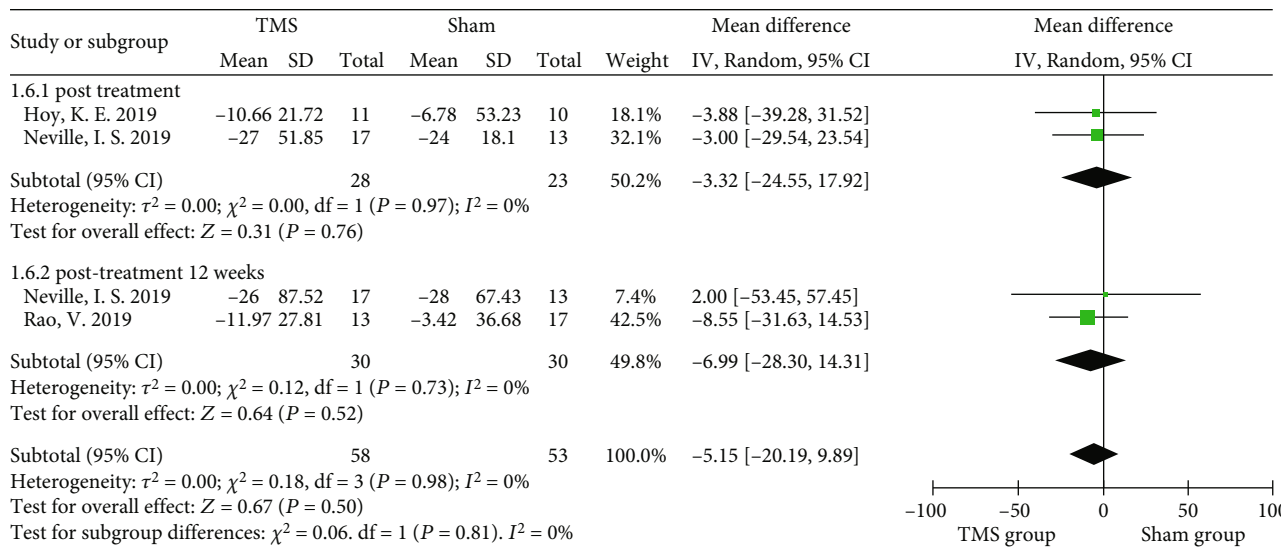 TMS Sham Mean difference Mean difference
Study or subgroup
Mean SD Total Mean SD Total Weight IV, Random, 95% CI IV, Random, 95% CI
1.6.1 post treatment
Hoy, K. E. 2019 –10.66 21.72 11 –6.78 53.23 10 18.1% –3.88 [–39.28, 31.52]
Neville, I. S. 2019 –27 51.85 17 –24 18.1 13 32.1% –3.00 [–29.54, 23.54]
Subtotal (95% CI) 28 23 50.2% –3.32 [–24.55, 17.92]
Heterogeneity: τ² = 0.00; χ² = 0.00, df = 1 (P = 0.97); I² = 0%
Test for overall effect: Z = 0.31 (P = 0.76)
1.6.2 post-treatment 12 weeks
Neville, I. S. 2019 –26 87.52 17 –28 67.43 13 7.4% 2.00 [–53.45, 57.45]
Rao, V. 2019 –11.97 27.81 13 –3.42 36.68 17 42.5% –8.55 [–31.63, 14.53]
Subtotal (95% CI) 30 30 49.8% –6.99 [–28.30, 14.31]
Heterogeneity: τ² = 0.00; χ² = 0.12, df = 1 (P = 0.73); I² = 0%
Test for overall effect: Z = 0.64 (P = 0.52)
Subtotal (95% CI) 58 53 100.0% –5.15 [–20.19, 9.89]
Heterogeneity: τ² = 0.00; χ² = 0.18, df = 3 (P = 0.98); I² = 0%
Test for overall effect: Z = 0.67 (P = 0.50)
Test for subgroup differences: χ² = 0.06. df = 1 (P = 0.81). I² = 0%
–100 –50 0 50 100
TMS group Sham group